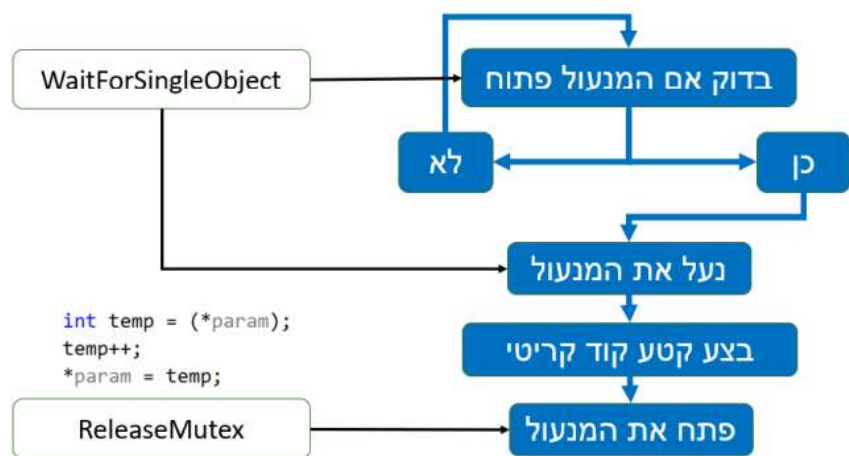 WaitForSingleObject
בדוק אם המנעול פתוח
לא
כן
נעל את המנעול
int temp = (*param);
temp++;
*param = temp;
בצע קטע קוד קריטי
ReleaseMutex
פתח את המנעול